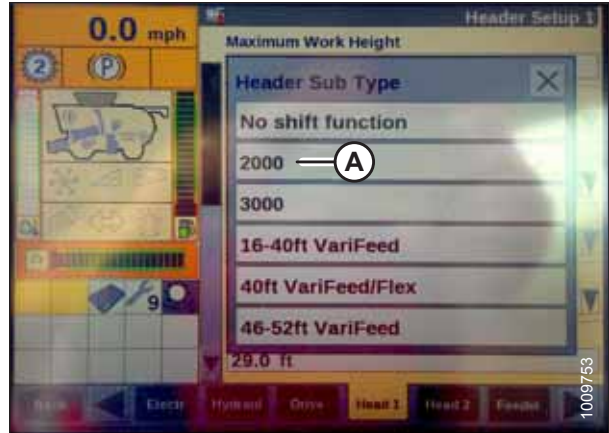 0.0 mph
Header Setup 1
Maximum Work Height
2
(P)
Header Sub Type
No shift function
2000
A
3000
16-40ft VariFeed
40ft VariFeed/Flex
46-52ft VariFeed
9
29.0 ft
Back
Electr
Hydraul
Drive
Head 1
Head 2
Feeder
1009753